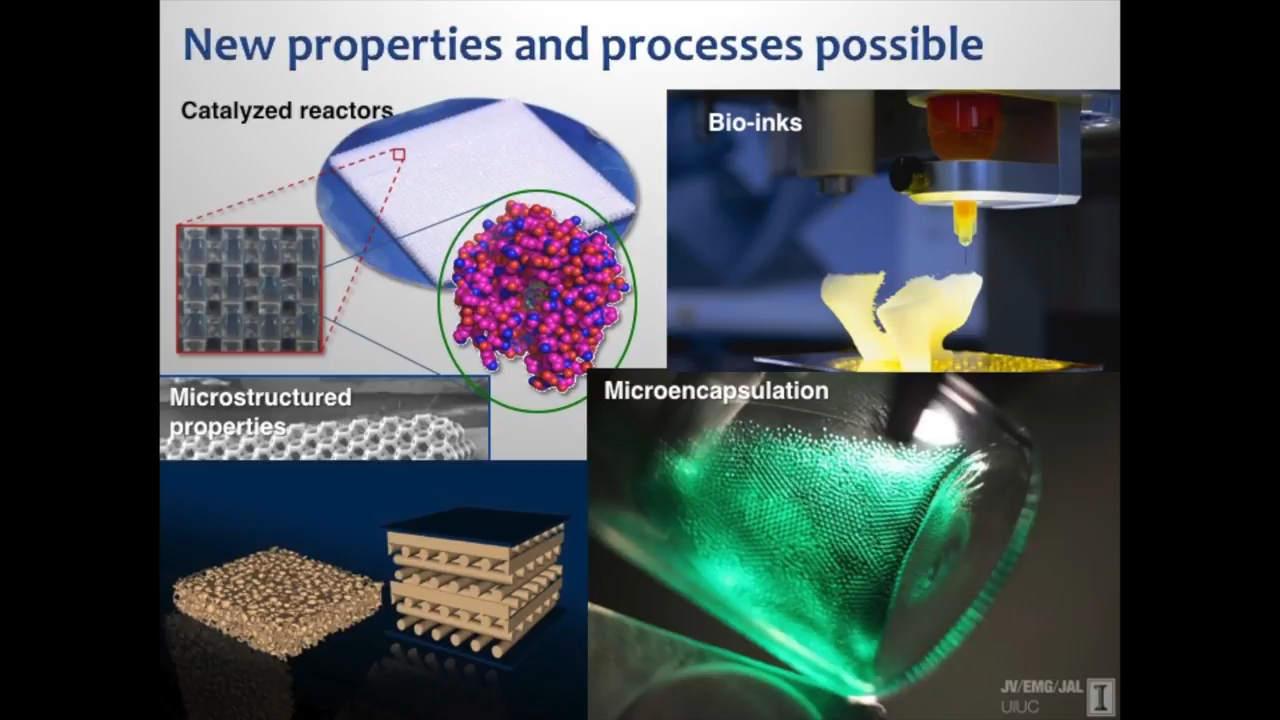 New properties and processes possible
Catalyzed reactors
Bio-inks
Microstructured
properties
Microencapsulation
JV/EMG/JAL
UIUC
I